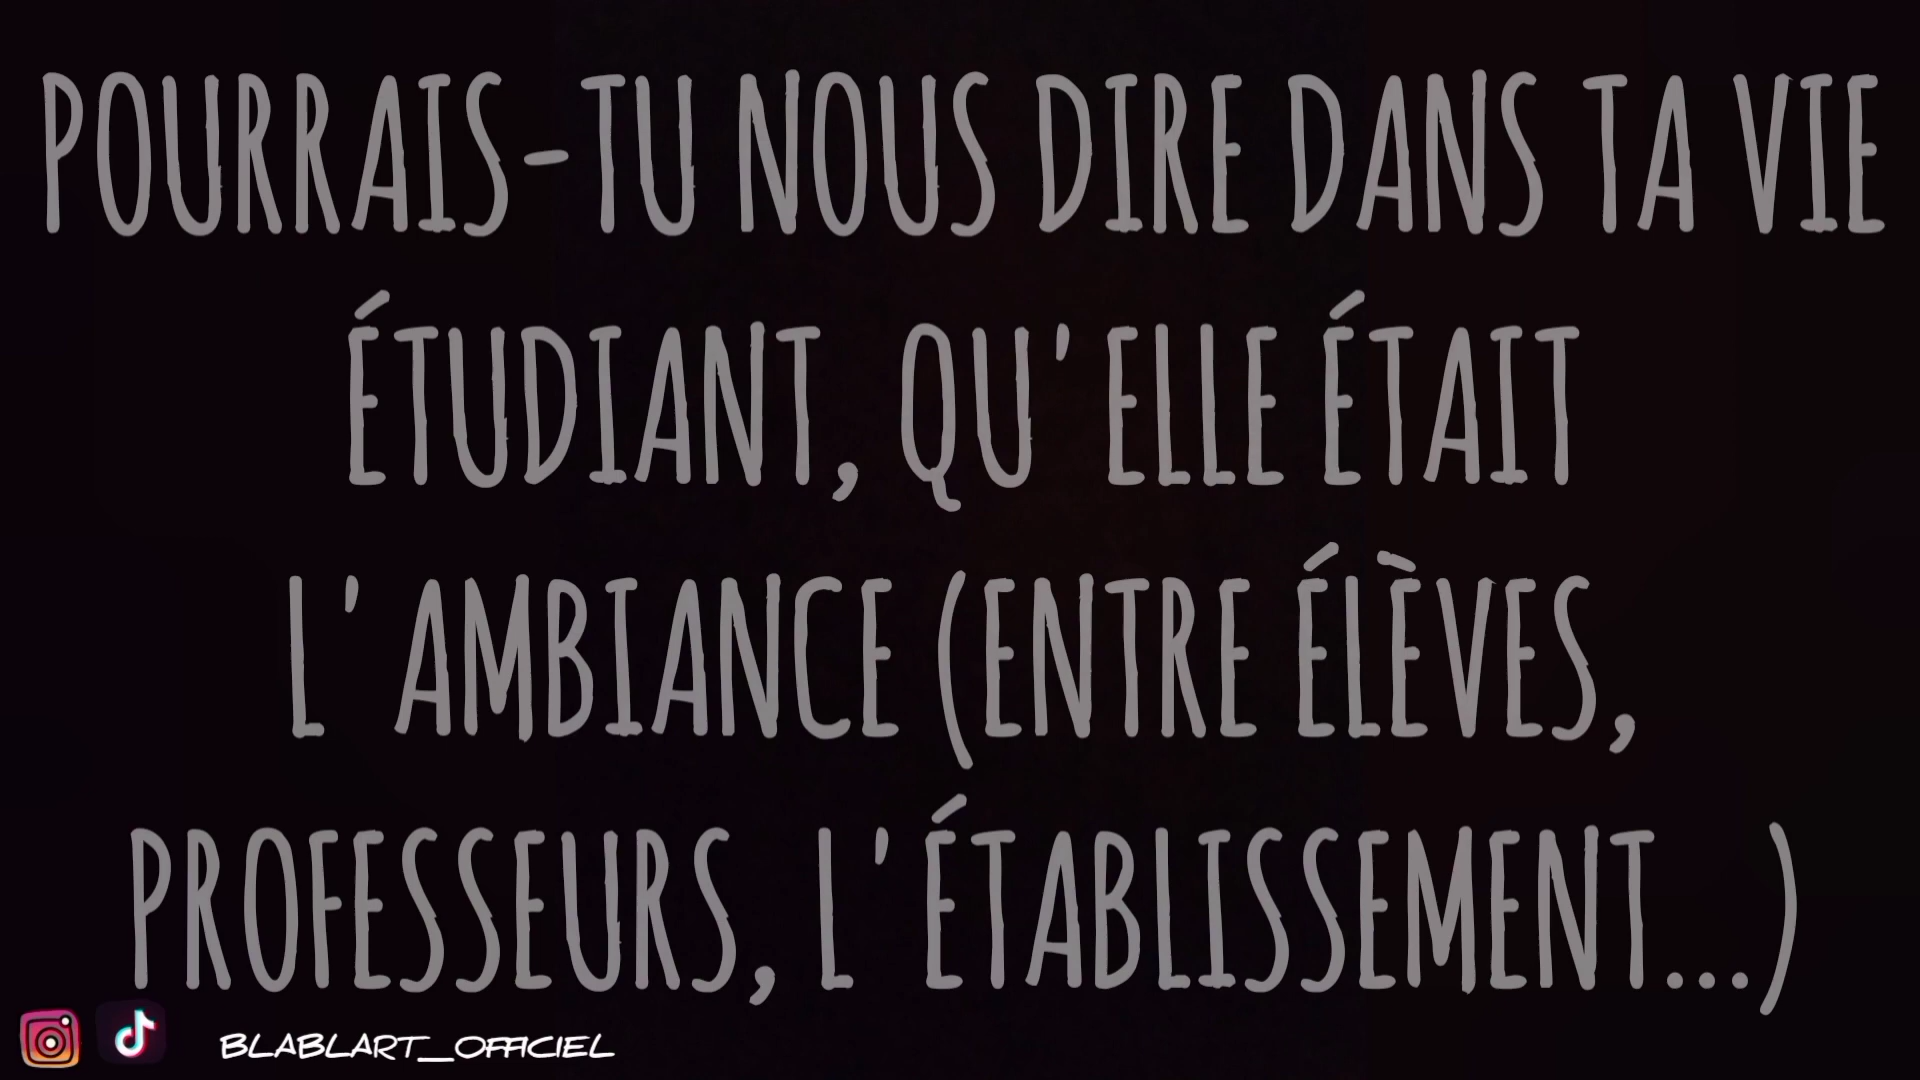 POURRAIS-TU NOUS DIRE DANS TA VIE
ÉTUDIANT, QU'ELLE ÉTAIT
L'AMBIANCE (ENTRE ÉLÈVES,
PROFESSEURS, L'ÉTABLISSEMENT...)
BLABLART_OFFICIEL